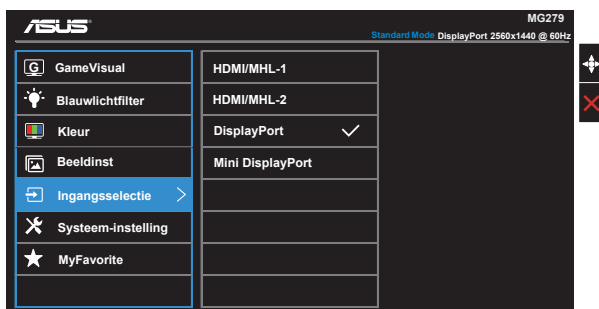 ASUS
MG279
Standard Mode DisplayPort 2560x1440 @ 60Hz
G GameVisual
Blauwlichtfilter
Kleur
Beeldinst
Ingangsselectie
Systeem-instelling
MyFavorite
HDMI/MHL-1
HDMI/MHL-2
DisplayPort
Mini DisplayPort